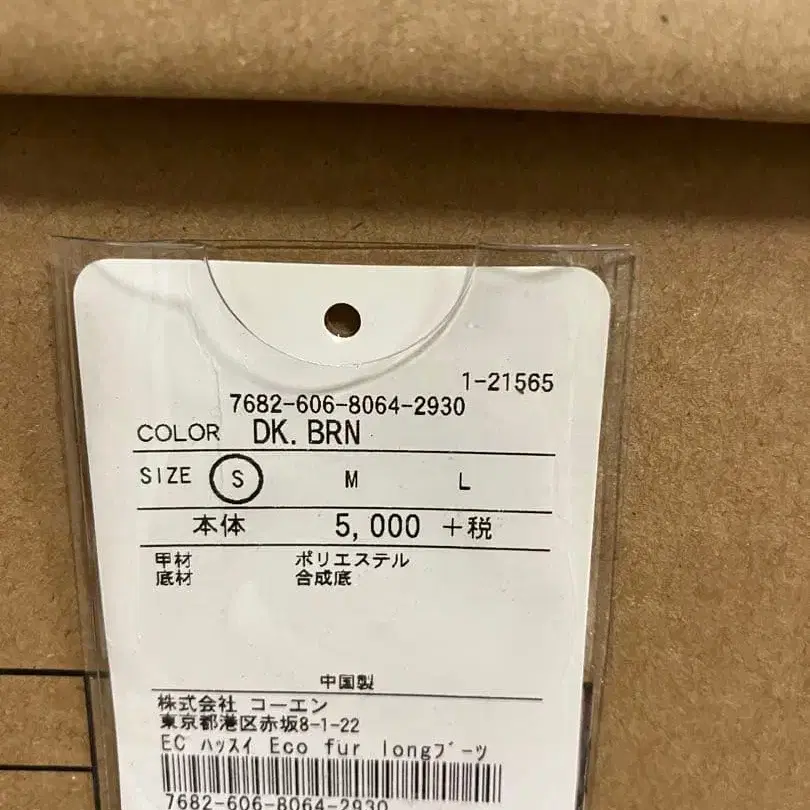 1-21565
7682-606-8064-2930
COLOR DK.BRN
SIZE S M L
本体 5,000 +税
甲材 ポリエステル
底材 合成底
中国製
株式会社 コーエン
東京都港区赤坂8-1-22
EC ハッスイ Eco fur longブーツ
7682-606-8064-2930